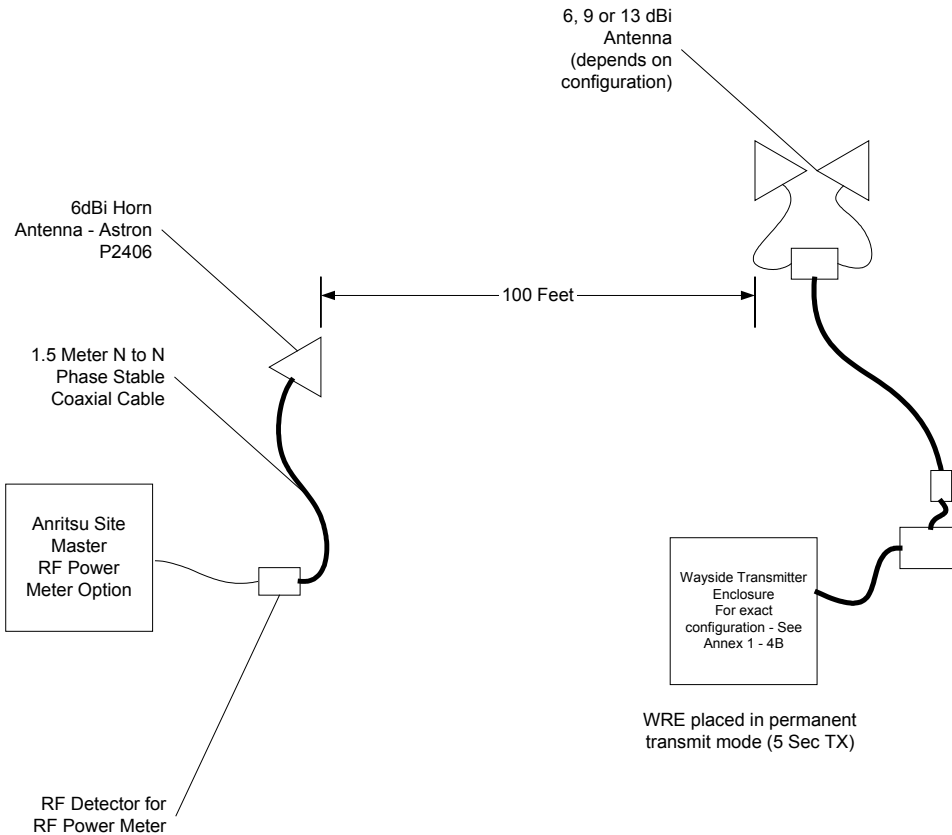 6, 9 or 13 dBi
Antenna
(depends on
configuration)
6dBi Horn
Antenna - Astron
P2406
100 Feet
1.5 Meter N to N
Phase Stable
Coaxial Cable
Anritsu Site
Master
RF Power
Meter Option
Wayside Transmitter
Enclosure
For exact
configuration - See
Annex 1 - 4B
WRE placed in permanent
transmit mode (5 Sec TX)
RF Detector for
RF Power Meter